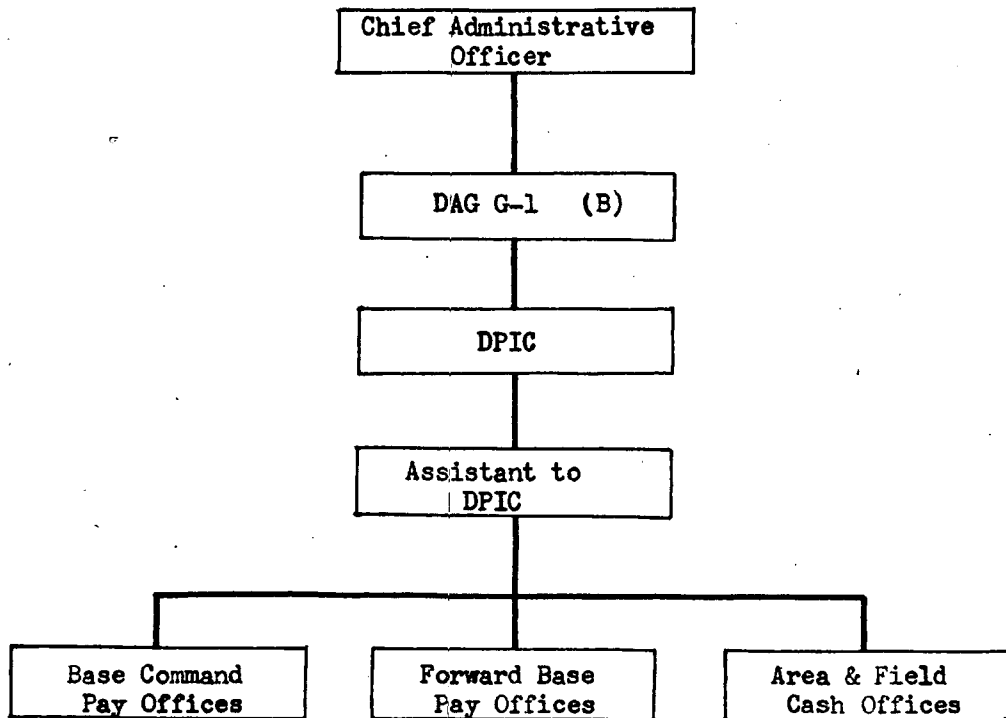 Chief Administrative
Officer
DAG G-1 (B)
DPIC
Assistant to
DPIC
Base Command
Pay Offices
Forward Base
Pay Offices
Area & Field
Cash Offices